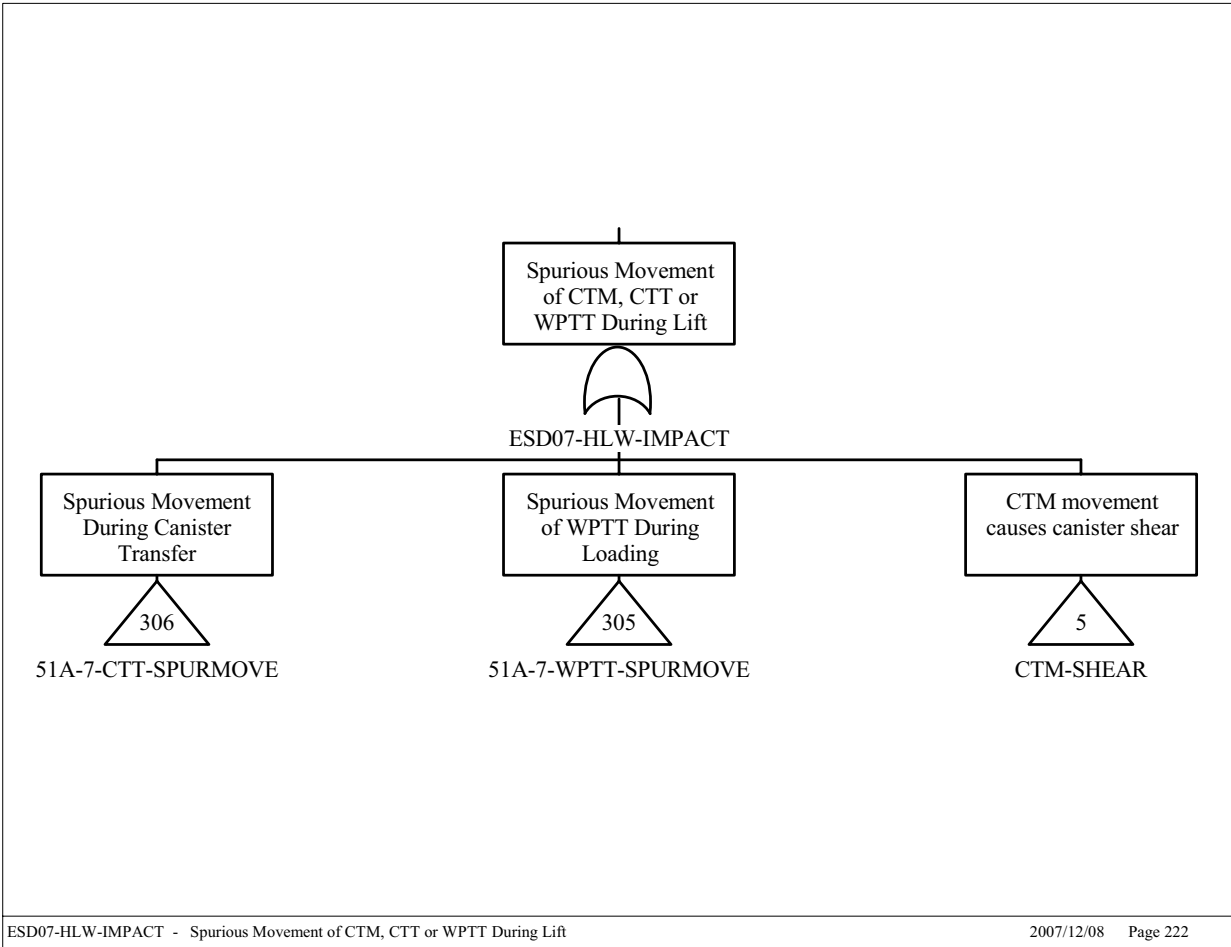 Spurious Movement
of CTM, CTT or
WPTT During Lift
ESD07-HLW-IMPACT
Spurious Movement
During Canister
Transfer
306
51A-7-CTT-SPURMOVE
Spurious Movement
of WPTT During
Loading
305
51A-7-WPTT-SPURMOVE
CTM movement
causes canister shear
5
CTM-SHEAR
ESD07-HLW-IMPACT - Spurious Movement of CTM, CTT or WPTT During Lift
2007/12/08 Page 222